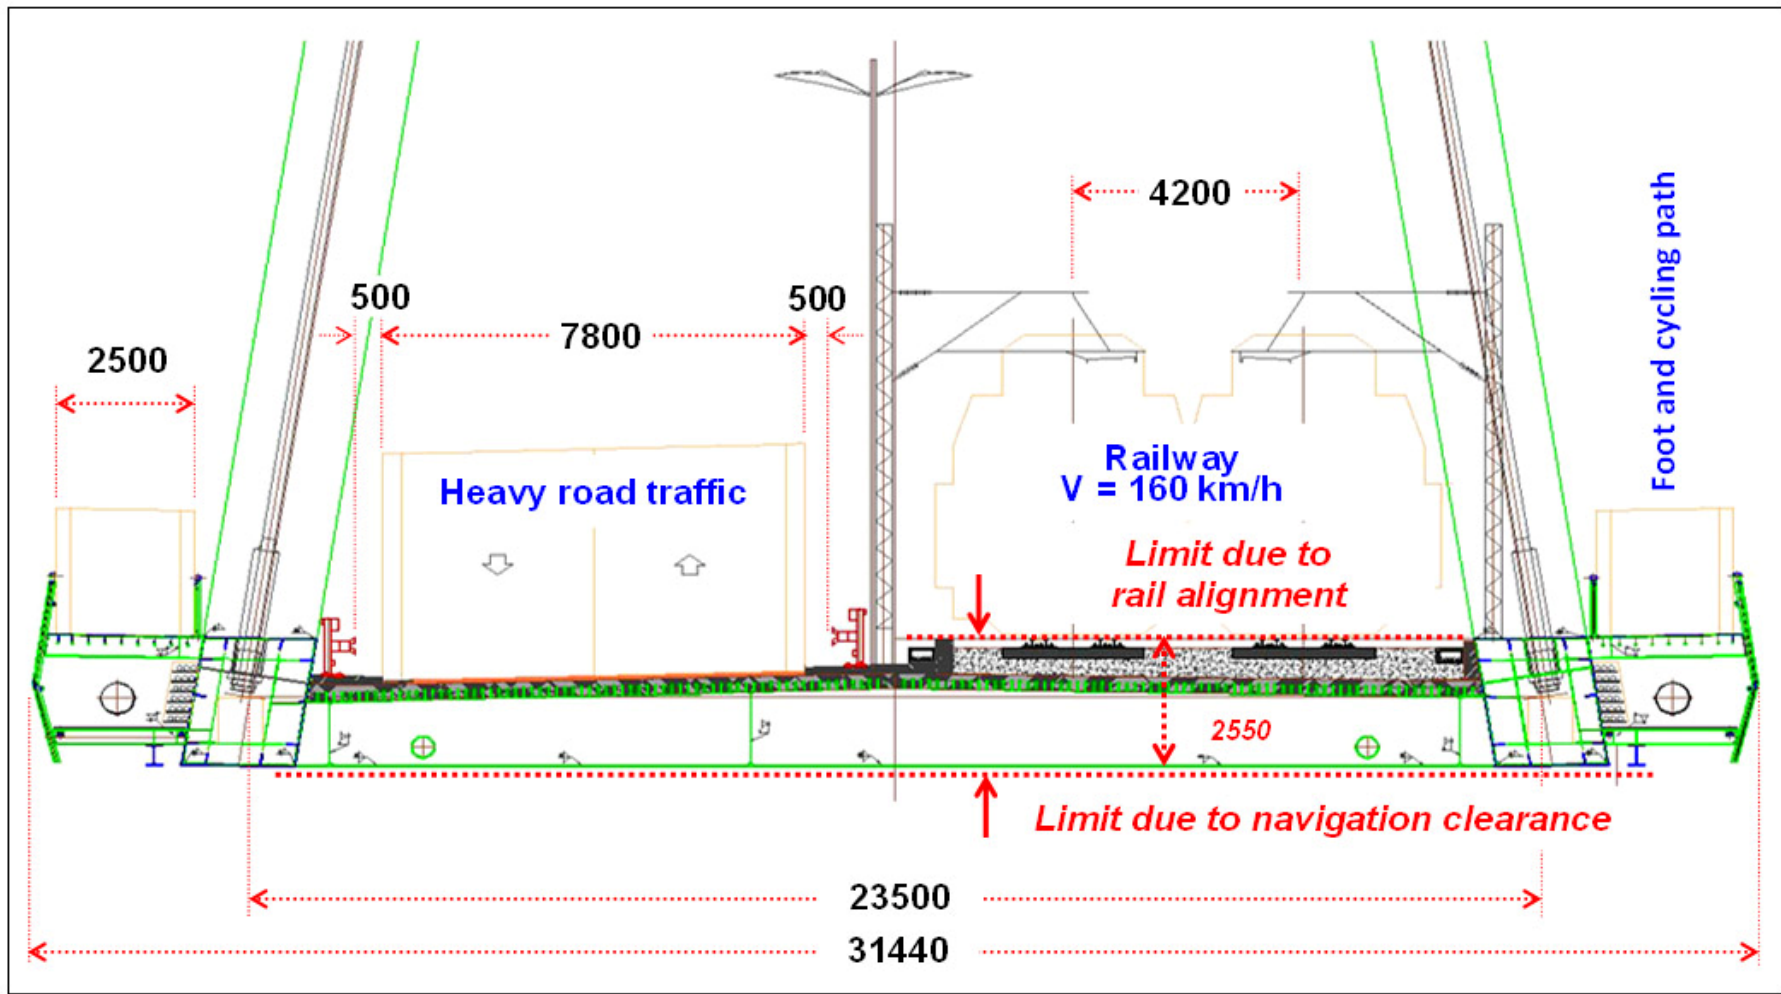 4200
Foot and cycling path
500
500
7800
2500
Railway
V = 160 km/h
Heavy road traffic
Limit due to
rail alignment
2550
Limit due to navigation clearance
23500
31440